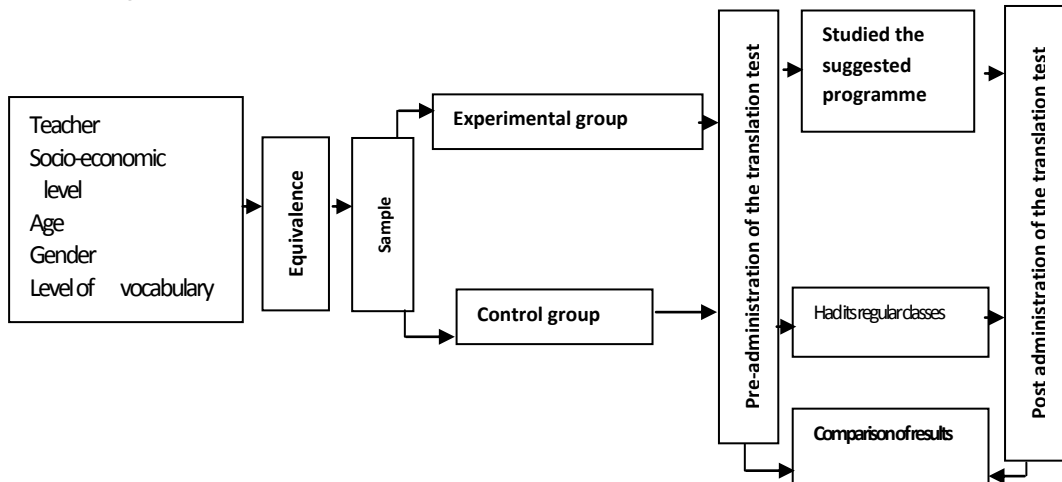 Teacher
Socio-economic
level
Age
Gender
Level of vocabulary
Equivalence
Sample
Experimental group
Control group
Pre-administration of the translation test
Studied the
suggested
programme
Had its regular classes
Comparison of results
Post administration of the translation test